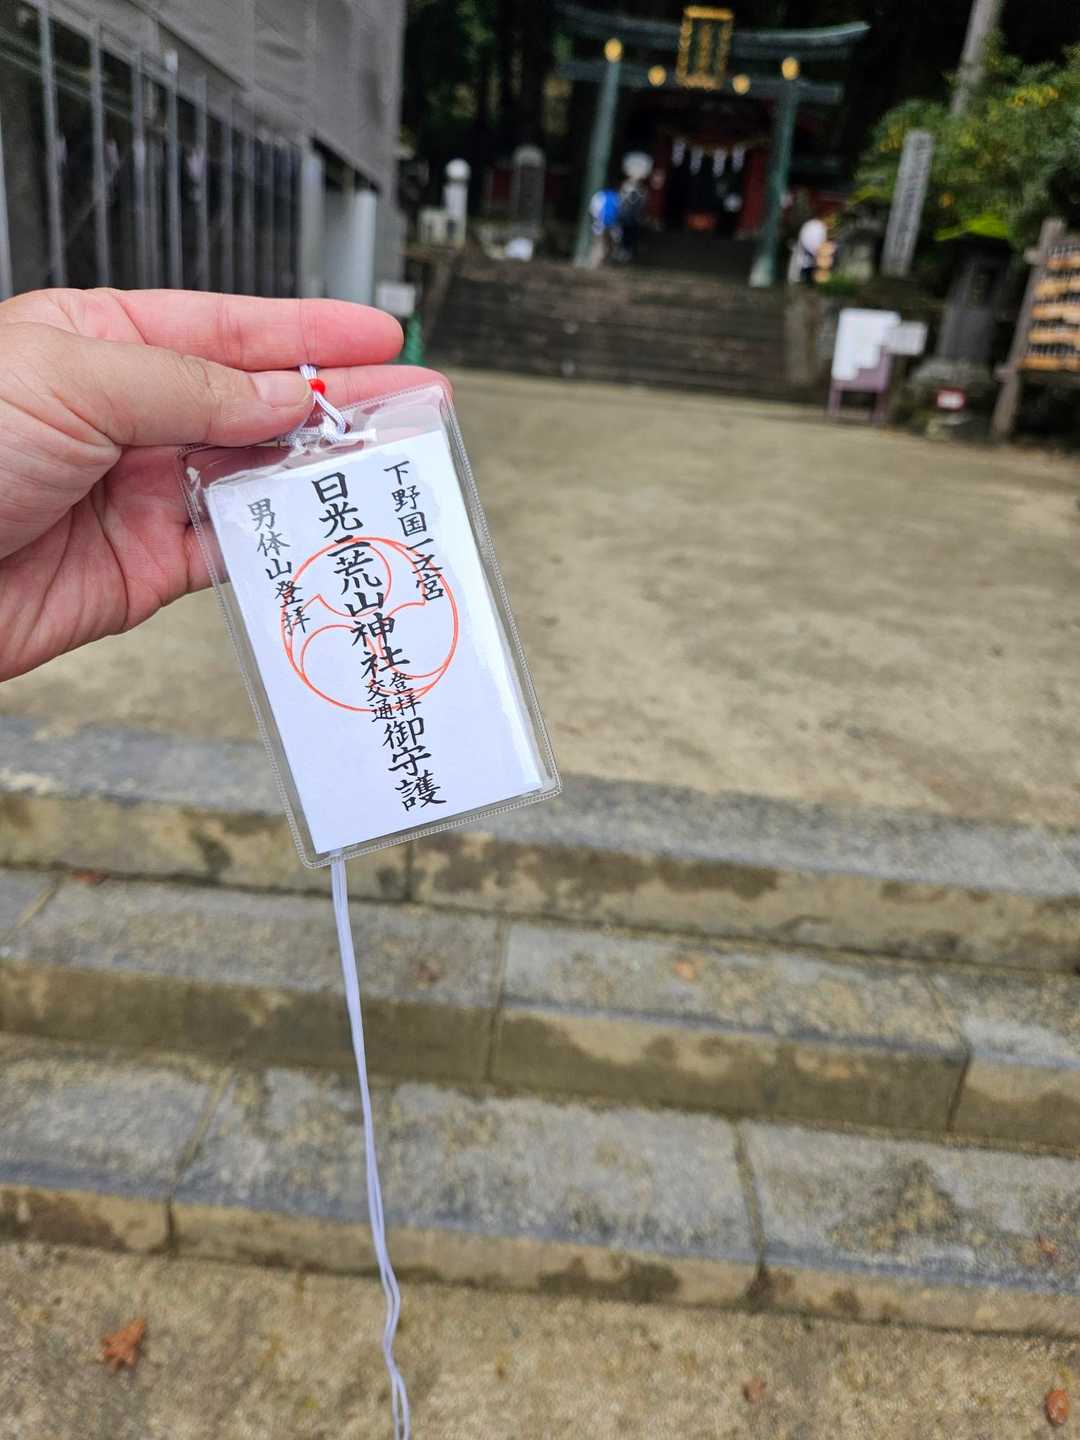 下野国一之宮
日光二荒山神社登拝交通御守護
男体山登拝